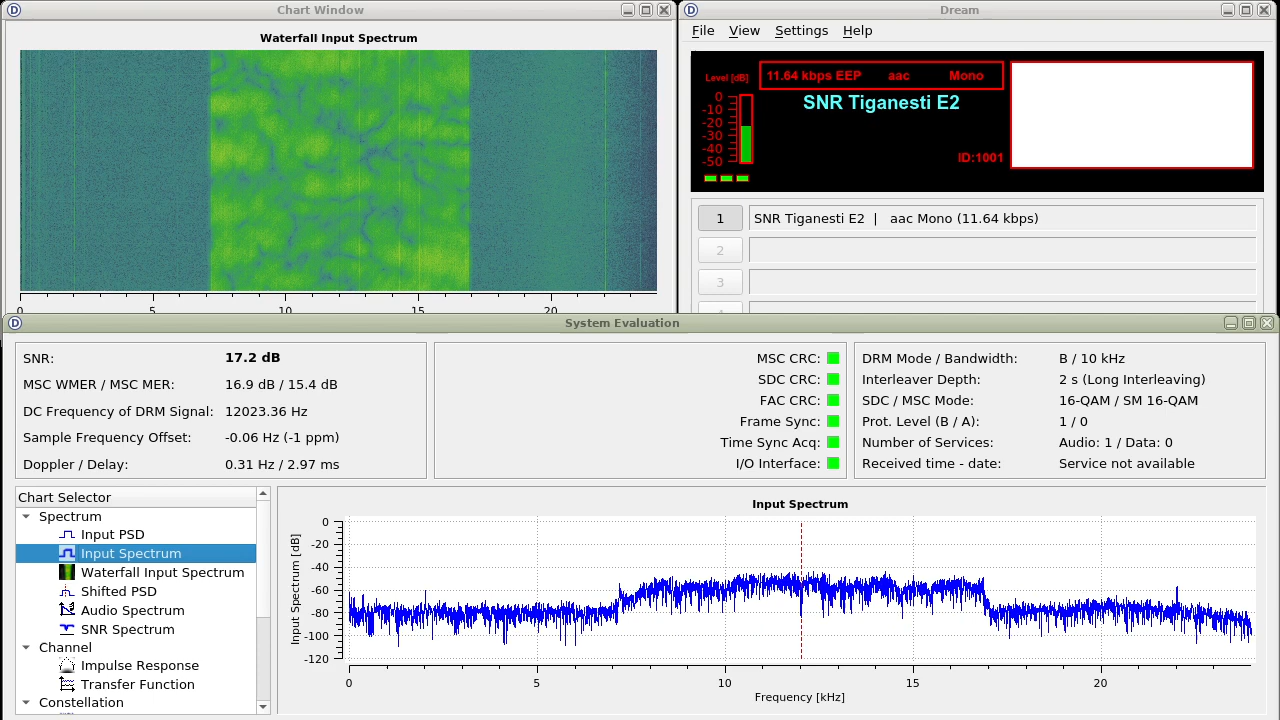 Chart Window
Waterfall Input Spectrum
0 5 10 15 20
Dream
File View Settings Help
Level [dB]
0
-10
-20
-30
-40
-50
11.64 kbps EEP aac Mono
SNR Tiganesti E2
ID:1001
1 SNR Tiganesti E2 | aac Mono (11.64 kbps)
2
3
System Evaluation
SNR: 17.2 dB
MSC WMER / MSC MER: 16.9 dB / 15.4 dB
DC Frequency of DRM Signal: 12023.36 Hz
Sample Frequency Offset: -0.06 Hz (-1 ppm)
Doppler / Delay: 0.31 Hz / 2.97 ms
MSC CRC:
SDC CRC:
FAC CRC:
Frame Sync:
Time Sync Acq:
I/O Interface:
DRM Mode / Bandwidth: B / 10 kHz
Interleaver Depth: 2 s (Long Interleaving)
SDC / MSC Mode: 16-QAM / SM 16-QAM
Prot. Level (B / A): 1 / 0
Number of Services: Audio: 1 / Data: 0
Received time - date: Service not available
Chart Selector
Spectrum
Input PSD
Input Spectrum
Waterfall Input Spectrum
Shifted PSD
Audio Spectrum
SNR Spectrum
Channel
Impulse Response
Transfer Function
Constellation
Input Spectrum
Input Spectrum [dB]
0
-20
-40
-60
-80
-100
-120
0 5 10 15 20
Frequency [kHz]